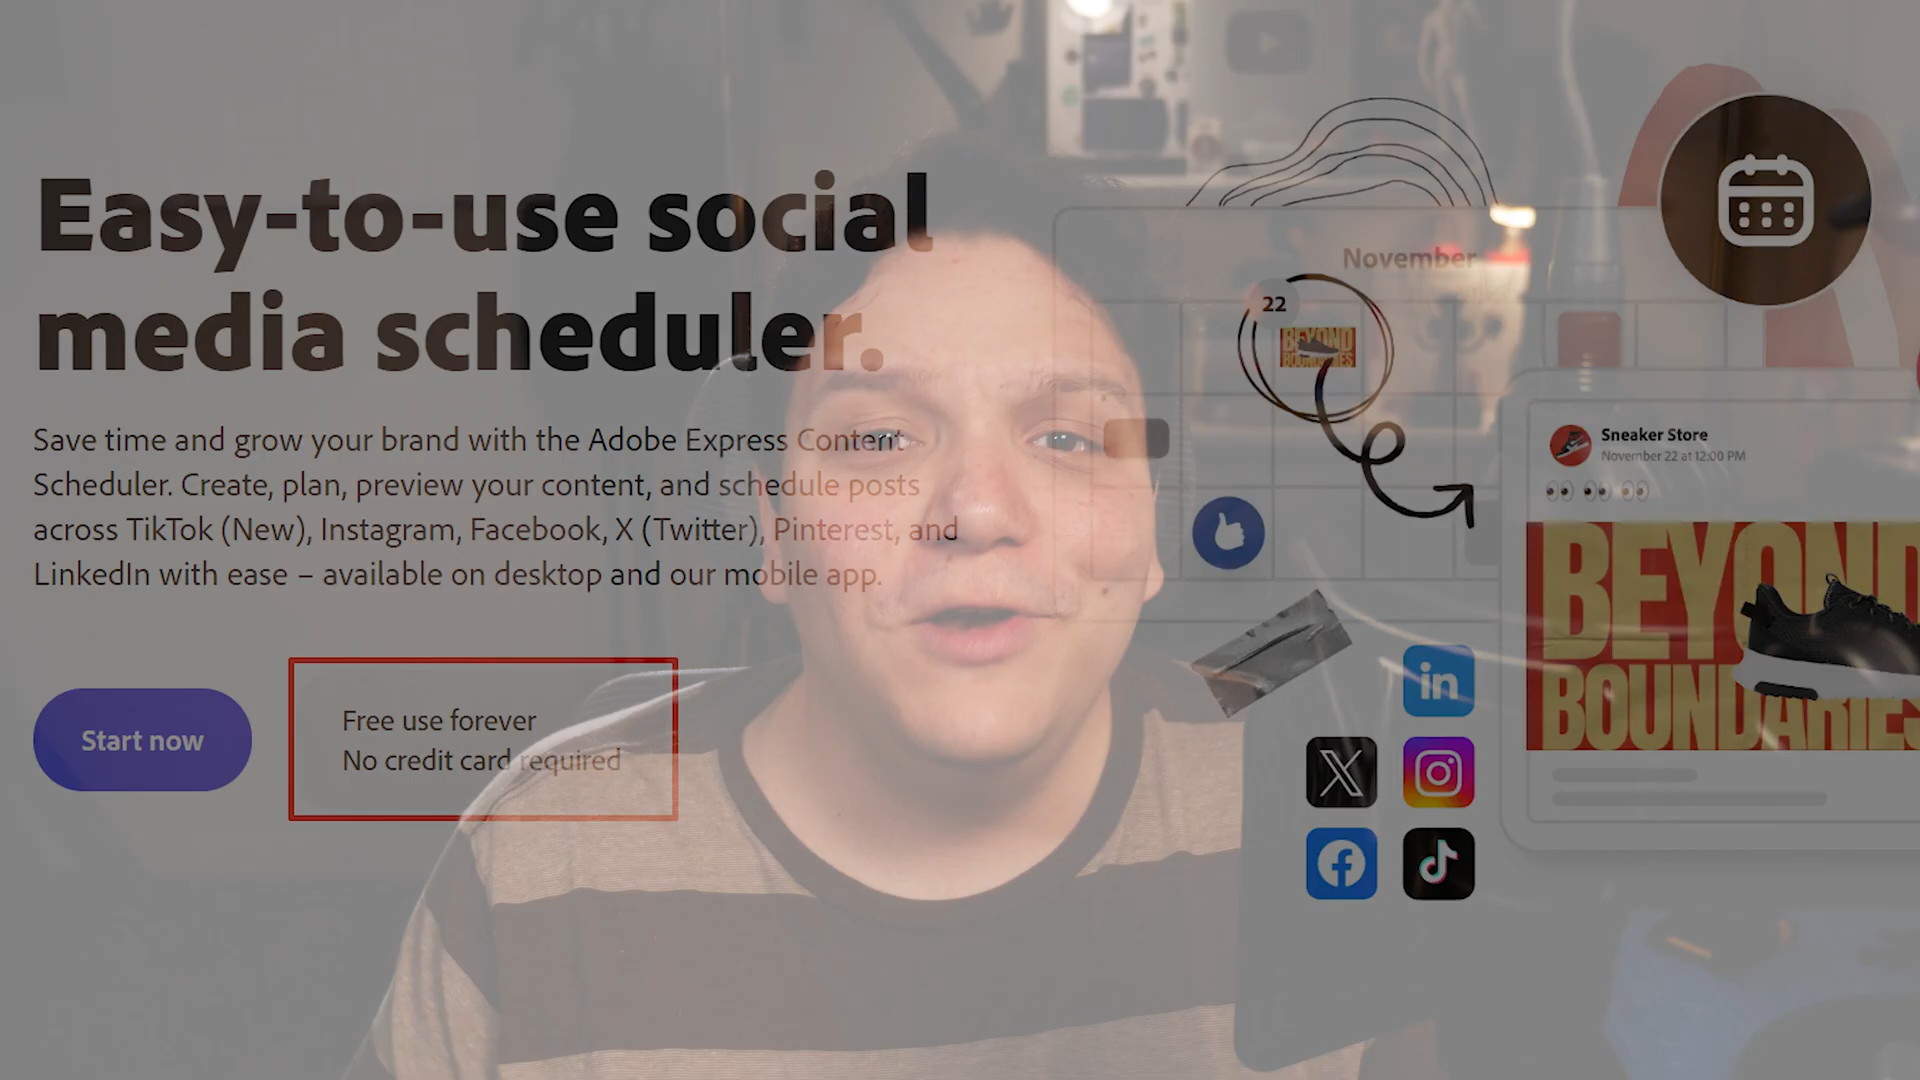 Easy-to-use social
media scheduler.
Save time and grow your brand with the Adobe Express Content
Scheduler. Create, plan, preview your content, and schedule posts
across TikTok (New), Instagram, Facebook, X (Twitter), Pinterest, and
LinkedIn with ease – available on desktop and our mobile app.
Start now
Free use forever
No credit card required
November
22
BEYOND
BOUNDARIES
Sneaker Store
November 22 at 12:00 PM
BEYOND
BOUNDARIES
in